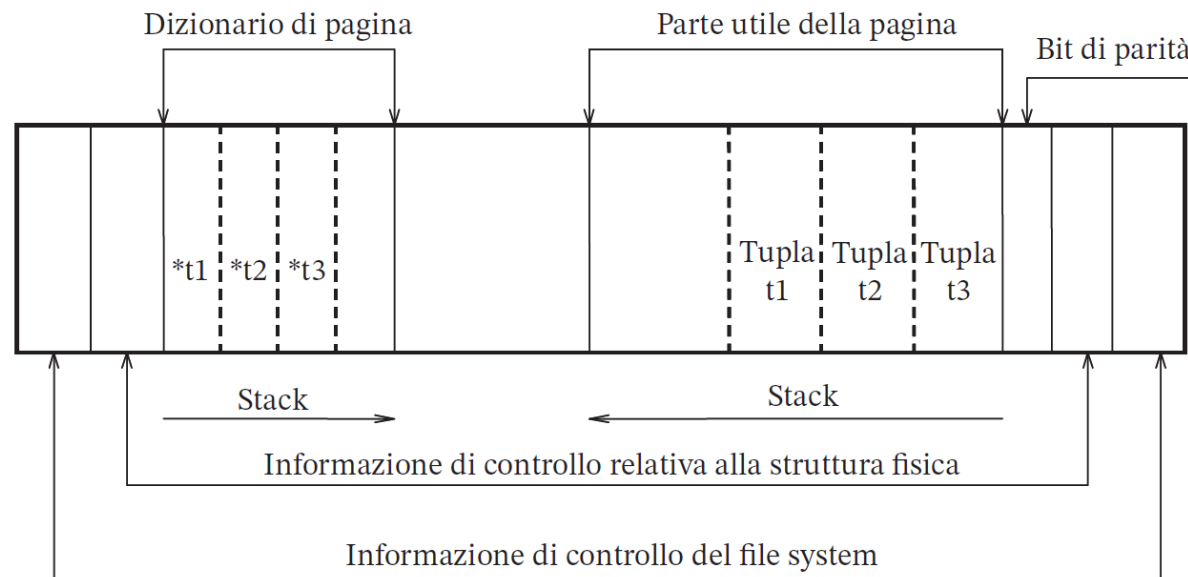 Dizionario di pagina
Parte utile della pagina
Bit di parità
*t1 *t2 *t3
Tupla t1
Tupla t2
Tupla t3
Stack
Stack
Informazione di controllo relativa alla struttura fisica
Informazione di controllo del file system